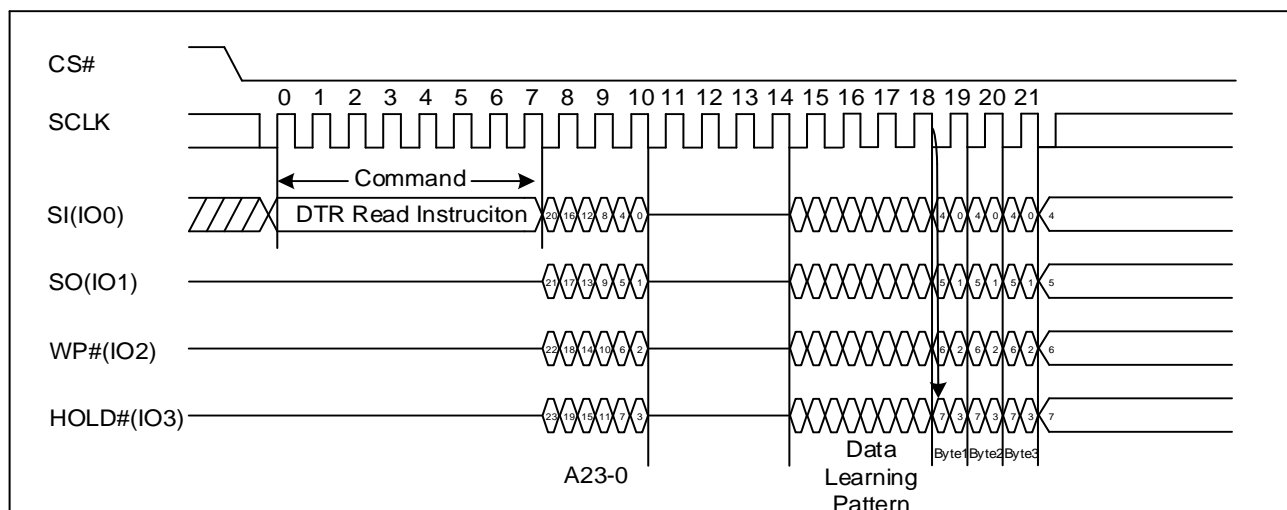 CS#
0 1 2 3 4 5 6 7 8 9 10 11 12 13 14 15 16 17 18 19 20 21
SCLK
Command
SI(IO0) DTR Read Instruciton 20 16 12 8 4 0 4 0 4 0 4 0 4
SO(IO1) 21 17 13 9 5 1 5 1 5 1 5 1 5
WP#(IO2) 22 18 14 10 6 2 6 2 6 2 6 2 6
HOLD#(IO3) 23 19 15 11 7 3 7 3 7 3 7 3 7
A23-0
Data
Learning
Pattern
Byte1 Byte2 Byte3